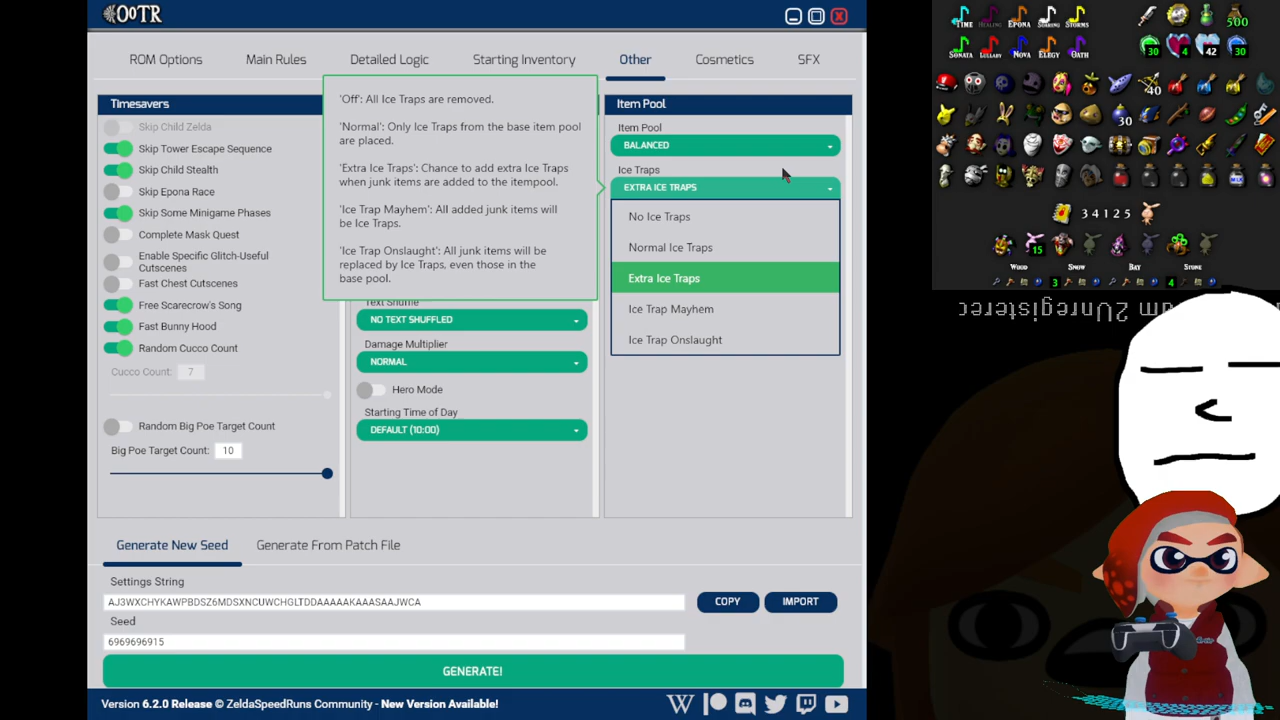 OoTR
ROM Options
Main Rules
Detailed Logic
Starting Inventory
Other
Cosmetics
SFX
Timesavers
Skip Child Zelda
Skip Tower Escape Sequence
Skip Child Stealth
Skip Epona Race
Skip Some Minigame Phases
Complete Mask Quest
Enable Specific Glitch-Useful
Cutscenes
Fast Chest Cutscenes
Free Scarecrow's Song
Fast Bunny Hood
Random Cucco Count
Cucco Count:
7
Random Big Poe Target Count
Big Poe Target Count:
10
'Off': All Ice Traps are removed.
'Normal': Only Ice Traps from the base item pool
are placed.
'Extra Ice Traps': Chance to add extra Ice Traps
when junk items are added to the itempool.
'Ice Trap Mayhem': All added junk items will
be Ice Traps.
'Ice Trap Onslaught': All junk items will be
replaced by Ice Traps, even those in the
base pool.
Text Shuffle
NO TEXT SHUFFLED
Damage Multiplier
NORMAL
Hero Mode
Starting Time of Day
DEFAULT (10:00)
Item Pool
Item Pool
BALANCED
Ice Traps
EXTRA ICE TRAPS
No Ice Traps
Normal Ice Traps
Extra Ice Traps
Ice Trap Mayhem
Ice Trap Onslaught
Generate New Seed
Generate From Patch File
Settings String
AJ3WXCHYKAWPBDSZ6MDSXNCUWCHGLTDDAAAAAKAAASAAJWCA
COPY
IMPORT
Seed
6969696915
GENERATE!
Version 6.2.0 Release © ZeldaSpeedRuns Community - New Version Available!
TIME
HEALING
EPONA
SOARING
STORMS
500
SONATA
LULLABY
NOVA
ELEGY
OATH
30
4
42
30
40
30
34125
15
WOOD
SNOW
BAY
STONE
3
4